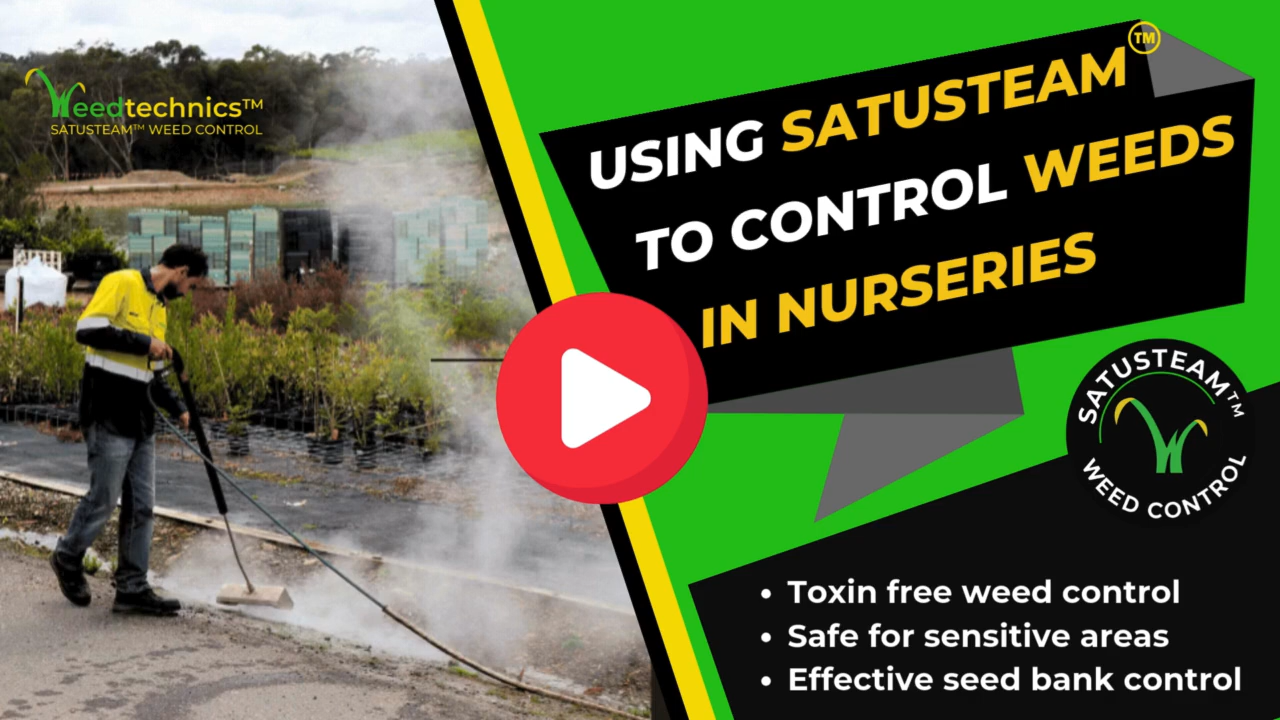 Weedtechnics™
SATUSTEAM™ WEED CONTROL
USING SATUSTEAM™
TO CONTROL WEEDS
IN NURSERIES
SATUSTEAM™
WEED CONTROL
• Toxin free weed control
• Safe for sensitive areas
• Effective seed bank control